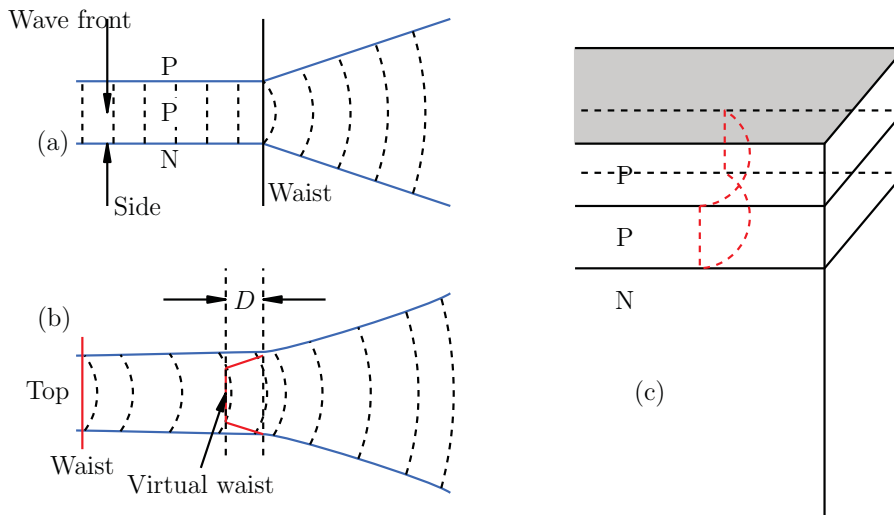 Wave front
P
P
(a)
N
Side
Waist
D
(b)
Top
Waist
Virtual waist
P
P
N
(c)